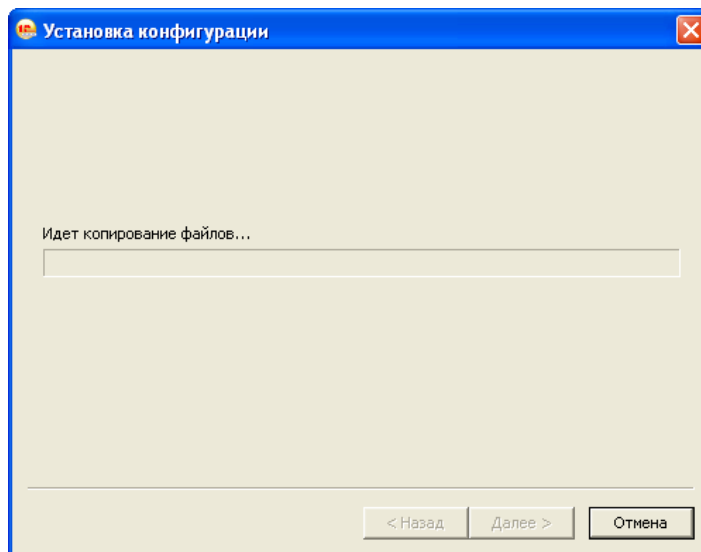 Установка конфигурации
Идет копирование файлов...
< Назад
Далее >
Отмена